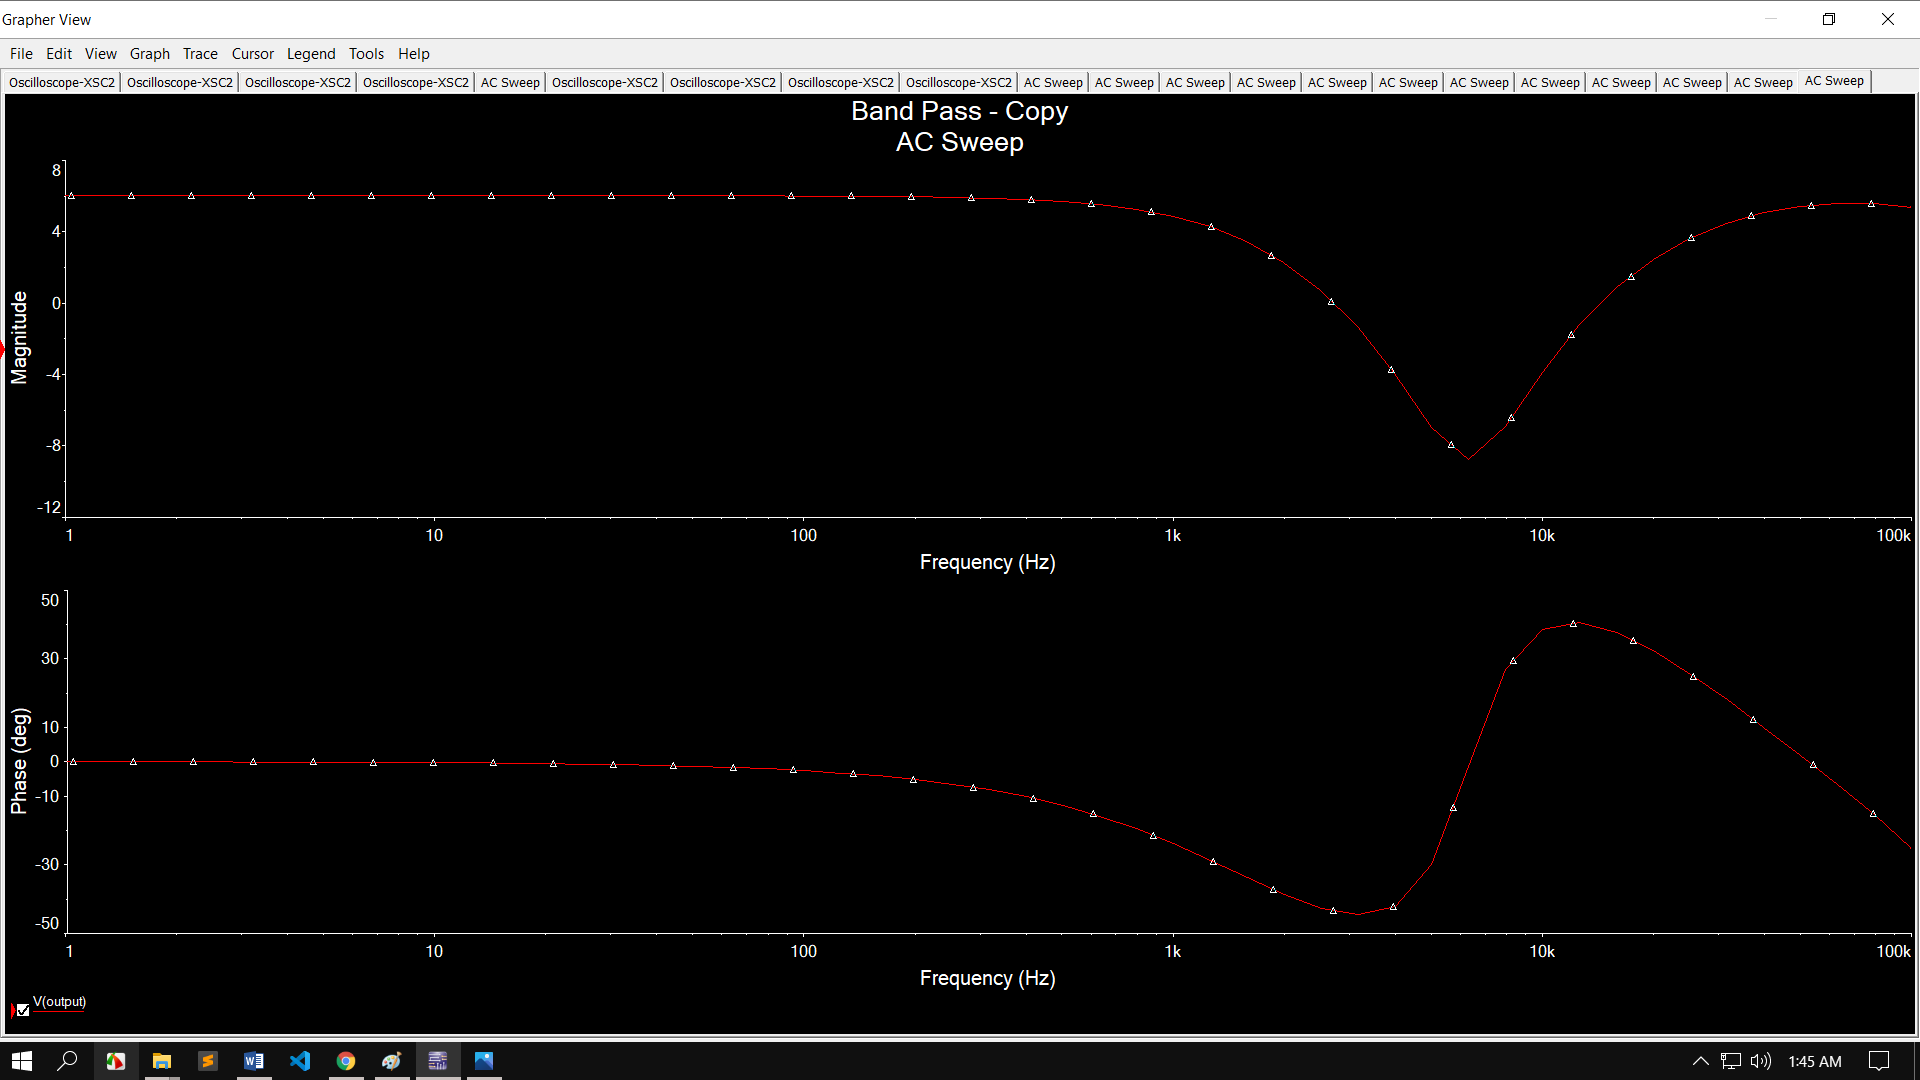 Grapher View
File Edit View Graph Trace Cursor Legend Tools Help
Oscilloscope-XSC2 Oscilloscope-XSC2 Oscilloscope-XSC2 Oscilloscope-XSC2 AC Sweep Oscilloscope-XSC2 Oscilloscope-XSC2 Oscilloscope-XSC2 Oscilloscope-XSC2 AC Sweep AC Sweep AC Sweep AC Sweep AC Sweep AC Sweep AC Sweep AC Sweep AC Sweep AC Sweep AC Sweep AC Sweep
Band Pass - Copy
AC Sweep
Magnitude
8
4
0
-4
-8
-12
1 10 100 1k 10k 100k
Frequency (Hz)
Phase (deg)
50
30
10
0
-10
-30
-50
1 10 100 1k 10k 100k
Frequency (Hz)
V(output)
1:45 AM